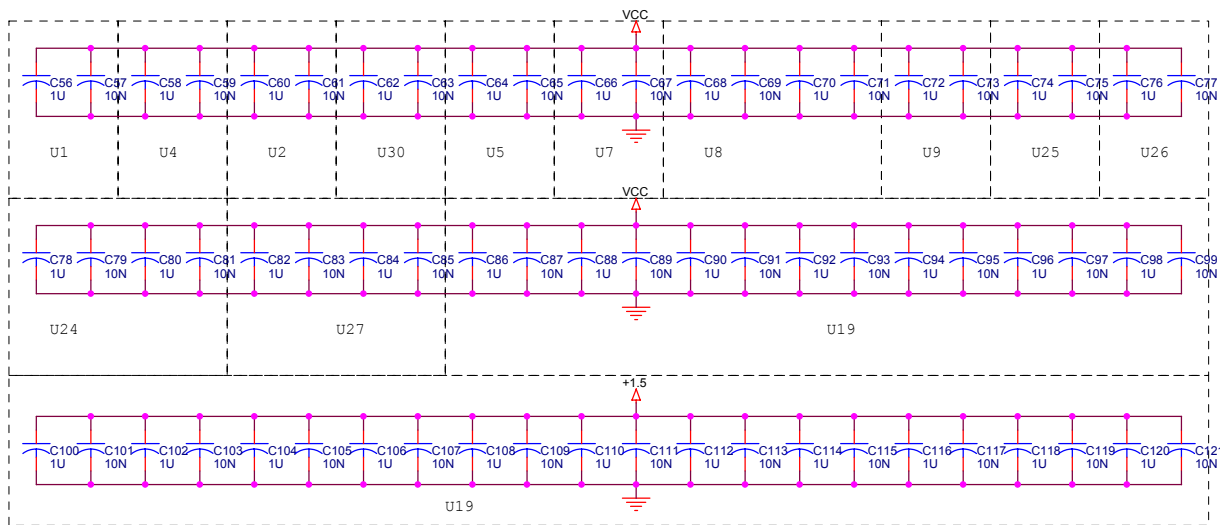 VCC
C56 C57 C58 C59 C60 C61 C62 C63 C64 C65 C66 C67 C68 C69 C70 C71 C72 C73 C74 C75 C76 C77
1U 10N 1U 10N 1U 10N 1U 10N 1U 10N 1U 10N 1U 10N 1U 10N 1U 10N 1U 10N 1U 10N
U1 U4 U2 U30 U5 U7 U8 U9 U25 U26
VCC
C78 C79 C80 C81 C82 C83 C84 C85 C86 C87 C88 C89 C90 C91 C92 C93 C94 C95 C96 C97 C98 C99
1U 10N 1U 10N 1U 10N 1U 10N 1U 10N 1U 10N 1U 10N 1U 10N 1U 10N 1U 10N 1U 10N
U24 U27 U19
+1.5
C100 C101 C102 C103 C104 C105 C106 C107 C108 C109 C110 C111 C112 C113 C114 C115 C116 C117 C118 C119 C120 C121
1U 10N 1U 10N 1U 10N 1U 10N 1U 10N 1U 10N 1U 10N 1U 10N 1U 10N 1U 10N 1U 10N
U19